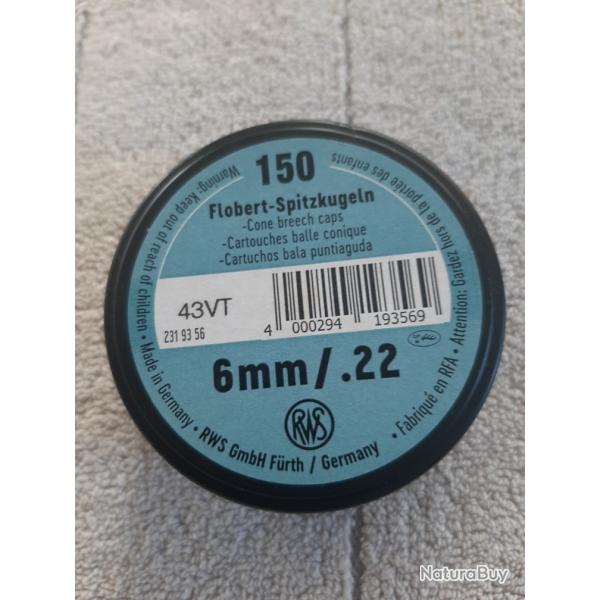 150
Flobert-Spitzkugeln
-Cone breech caps
-Cartouches balle conique
-Cartuchos bala puntiaguda
43VT
231 93 56
4 000294 193569
6mm/.22
RWS
Warning: Keep out of reach of children • Made in Germany • RWS GmbH Fürth / Germany • Fabriqué en RFA • Attention: Gardez hors de la portée des enfants
NaturaBuy